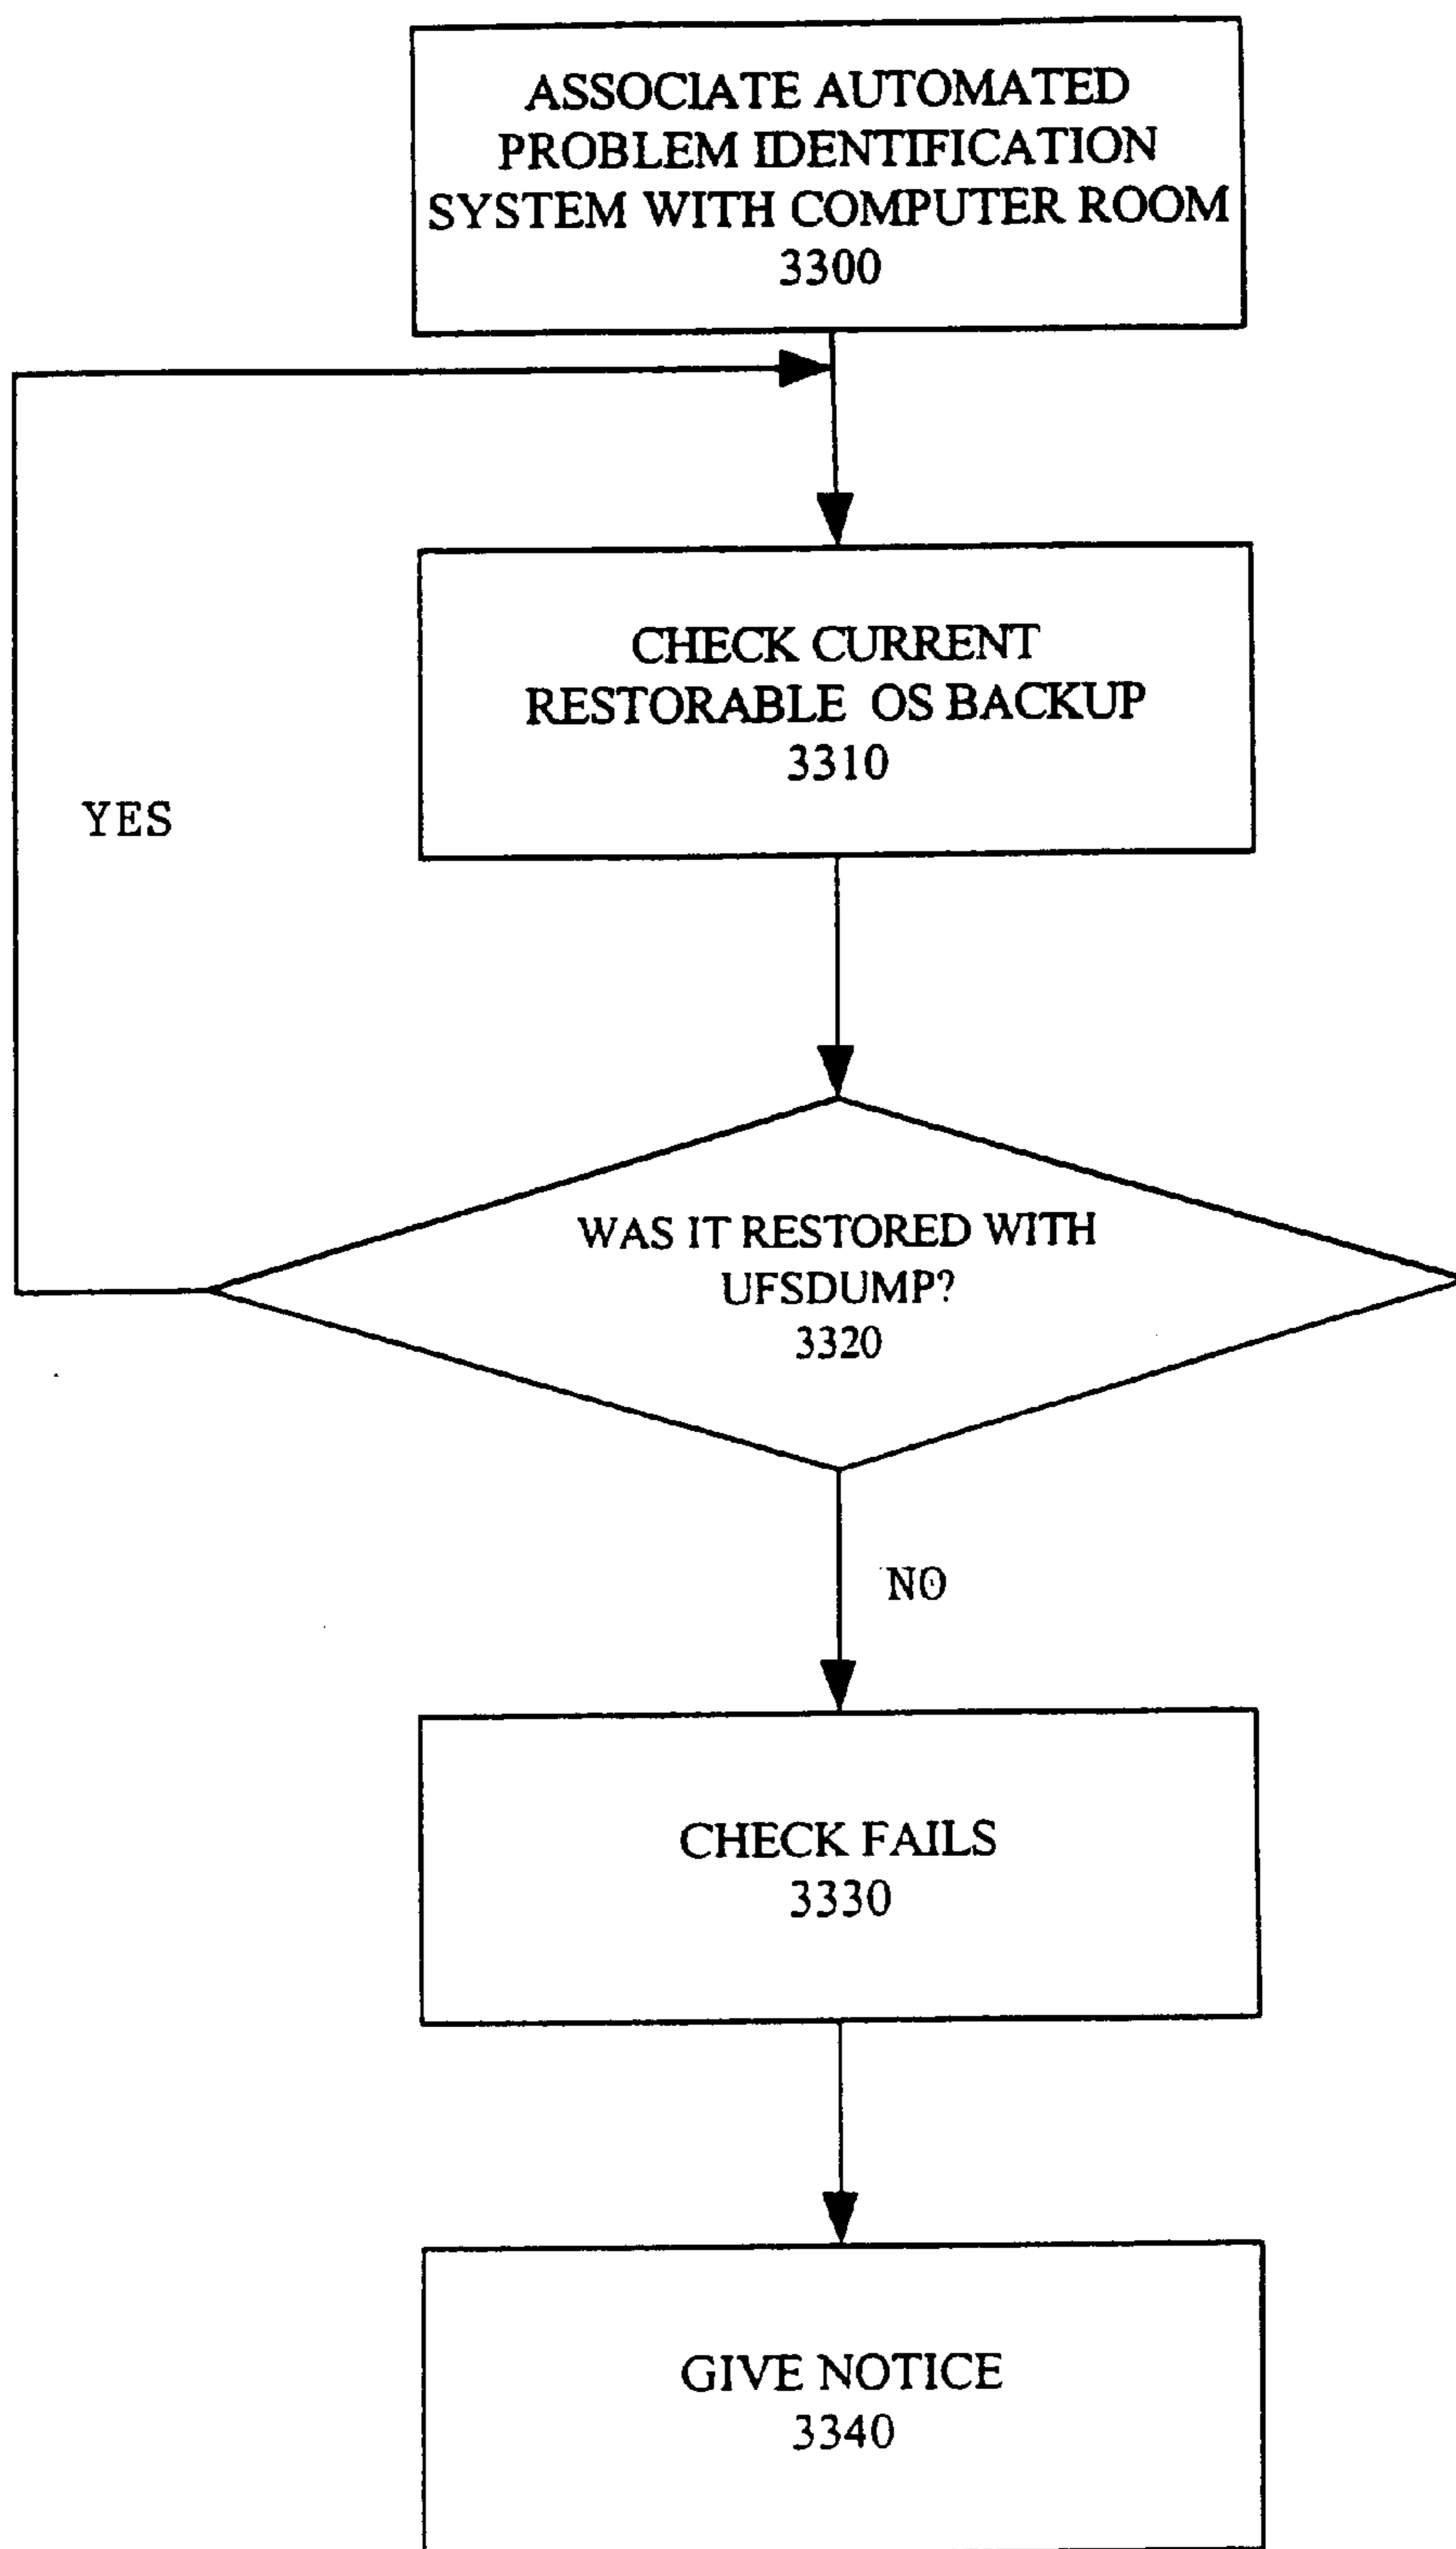 ASSOCIATE AUTOMATED
PROBLEM IDENTIFICATION
SYSTEM WITH COMPUTER ROOM
3300
CHECK CURRENT
RESTORABLE OS BACKUP
3310
YES
WAS IT RESTORED WITH
UFSDUMP?
3320
NO
CHECK FAILS
3330
GIVE NOTICE
3340